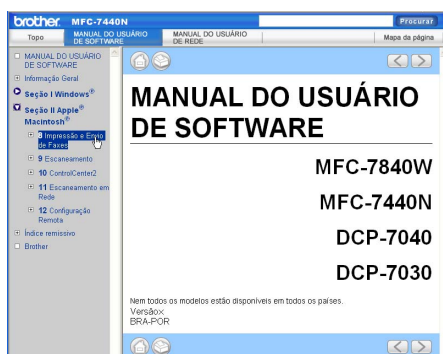 brother MFC-7440N
Procurar
Topo
MANUAL DO USUÁRIO
DE SOFTWARE
MANUAL DO USUÁRIO
DE REDE
Mapa da página
MANUAL DO USUÁRIO
DE SOFTWARE
Informação Geral
Seção I Windows®
Seção II Apple
Macintosh®
8 Impressão e Envio
de Faxes
9 Escaneamento
10 ControlCenter2
11 Escaneamento em
Rede
12 Configuração
Remota
Índice remissivo
Brother
MANUAL DO USUÁRIO
DE SOFTWARE
MFC-7840W
MFC-7440N
DCP-7040
DCP-7030
Nem todos os modelos estão disponíveis em todos os países.
Versãox
BRA-POR